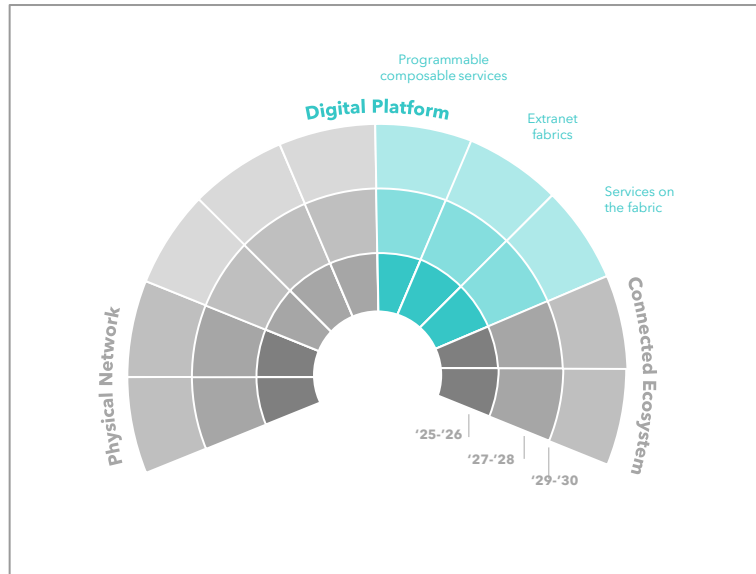 Programmable
composable services
Digital Platform
Extranet
fabrics
Services on
the fabric
Physical Network
Connected Ecosystem
‘25-‘26
‘27-‘28
‘29-‘30